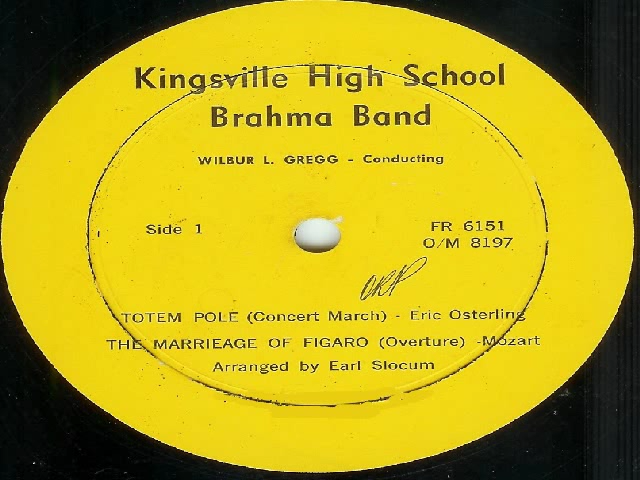 Kingsville High School
Brahma Band
WILBUR L. GREGG - Conducting
Side 1
FR 6151
O/M 8197
ORP
TOTEM POLE (Concert March) - Eric Osterling
THE MARRIEAGE OF FIGARO (Overture) -Mozart
Arranged by Earl Slocum